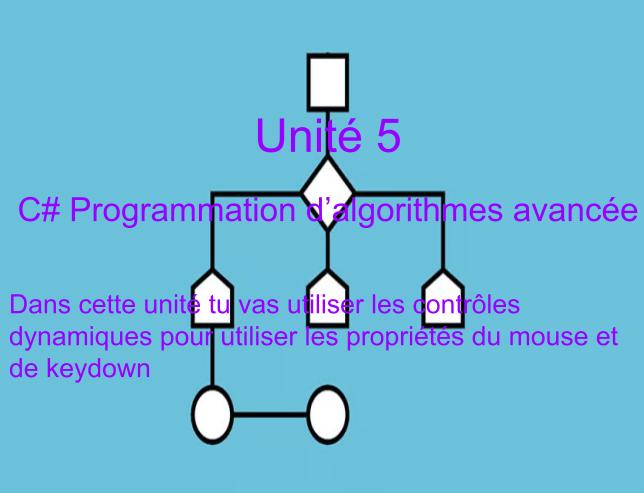 Unité 5
C# Programmation d'algorithmes avancée
Dans cette unité tu vas utiliser les contrôles
dynamiques pour utiliser les propriétés du mouse et
de keydown